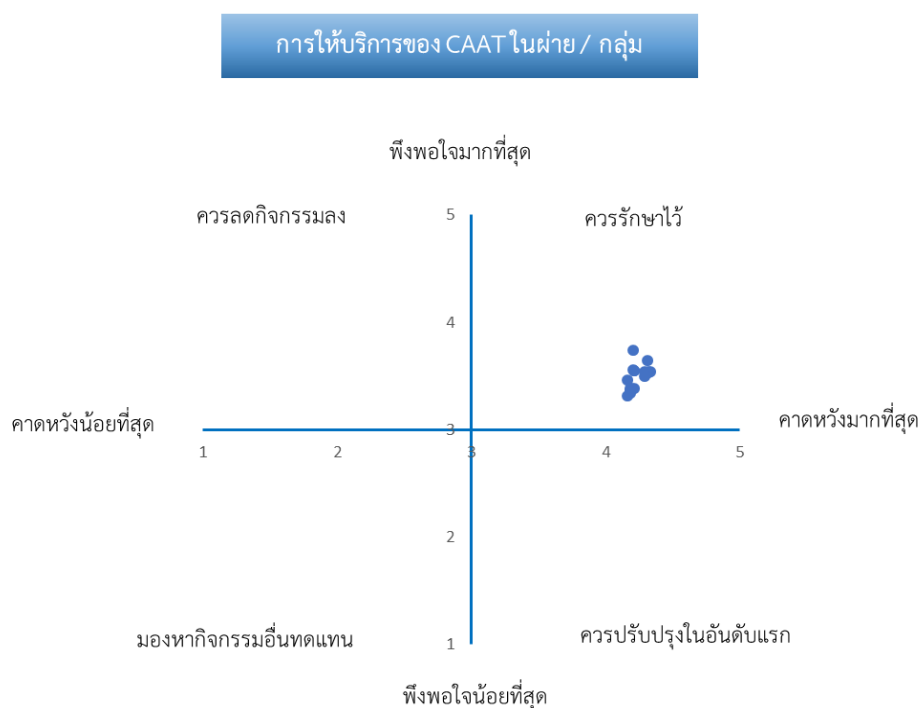 การให้บริการของ CAAT ในฝ่าย / กลุ่ม
พึงพอใจมากที่สุด
ควรลดกิจกรรมลง
5
ควรรักษาไว้
4
คาดหวังน้อยที่สุด
3
คาดหวังมากที่สุด
1
2
3
4
5
2
มองหากิจกรรมอื่นทดแทน
1
ควรปรับปรุงในอันดับแรก
พึงพอใจน้อยที่สุด